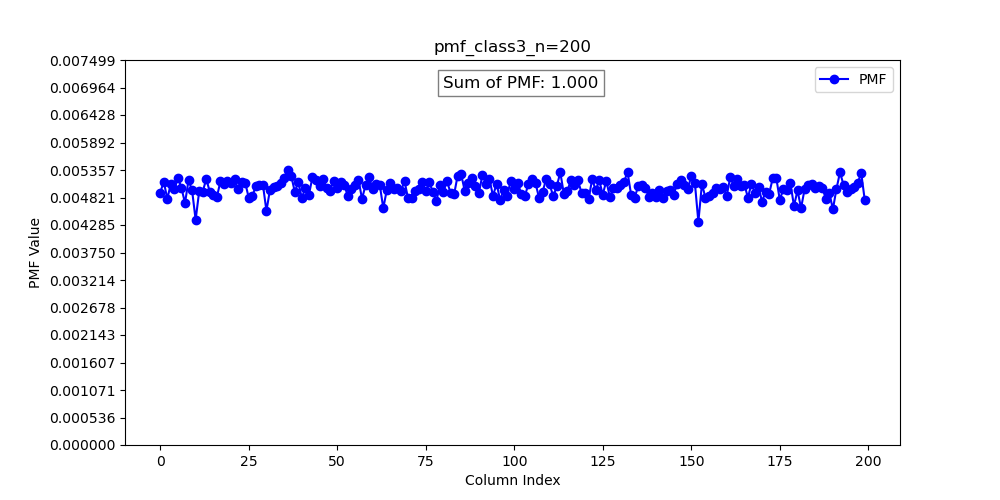 pmf_class3_n=200
Sum of PMF: 1.000
PMF
0.007499
0.006964
0.006428
0.005892
0.005357
0.004821
0.004285
0.003750
0.003214
0.002678
0.002143
0.001607
0.001071
0.000536
0.000000
PMF Value
0 25 50 75 100 125 150 175 200
Column Index